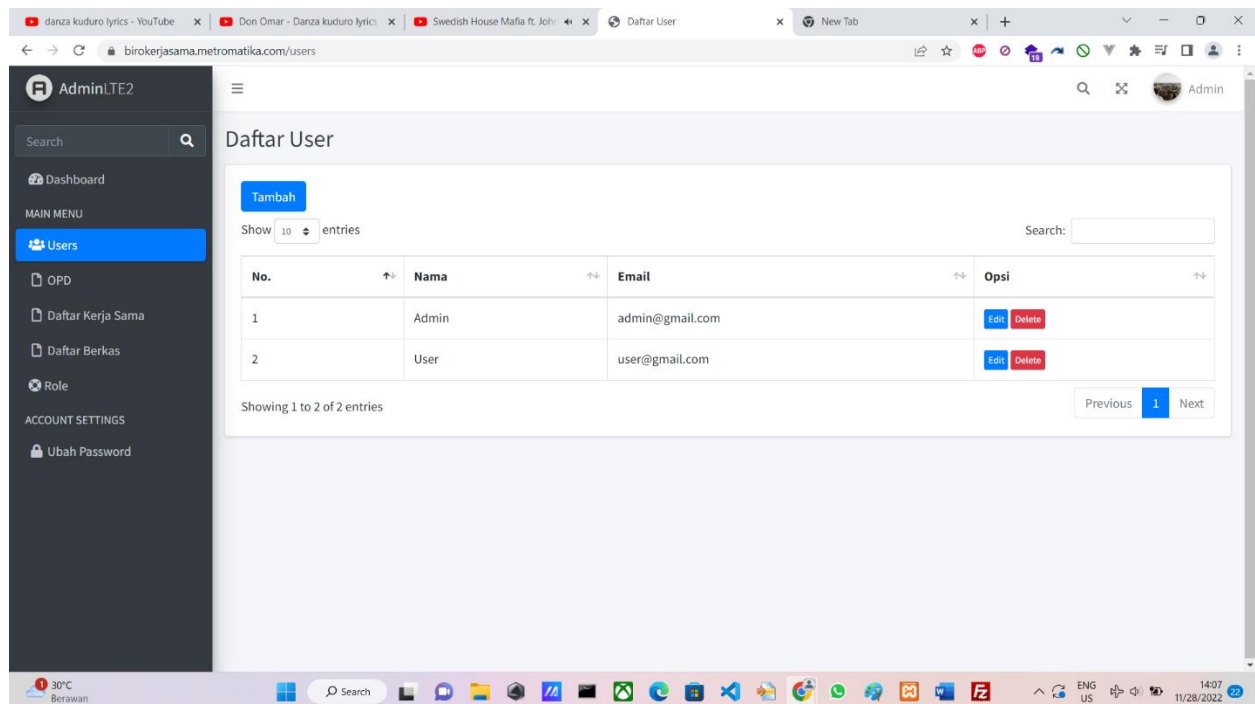 danza kuduro lyrics - YouTube
Don Omar - Danza kuduro lyrics
Swedish House Mafia ft. John
Daftar User
New Tab
birokerjasama.metromatika.com/users
ABP
18
AdminLTE2
Admin
Search
Daftar User
Dashboard
Tambah
MAIN MENU
Show 10 entries
Search:
Users
No. Nama Email Opsi
OPD
1 Admin admin@gmail.com Edit Delete
Daftar Kerja Sama
2 User user@gmail.com Edit Delete
Daftar Berkas
Role
Showing 1 to 2 of 2 entries
Previous 1 Next
ACCOUNT SETTINGS
Ubah Password
1
30°C
Berawan
Search
ENG
US
14:07
11/28/2022
22